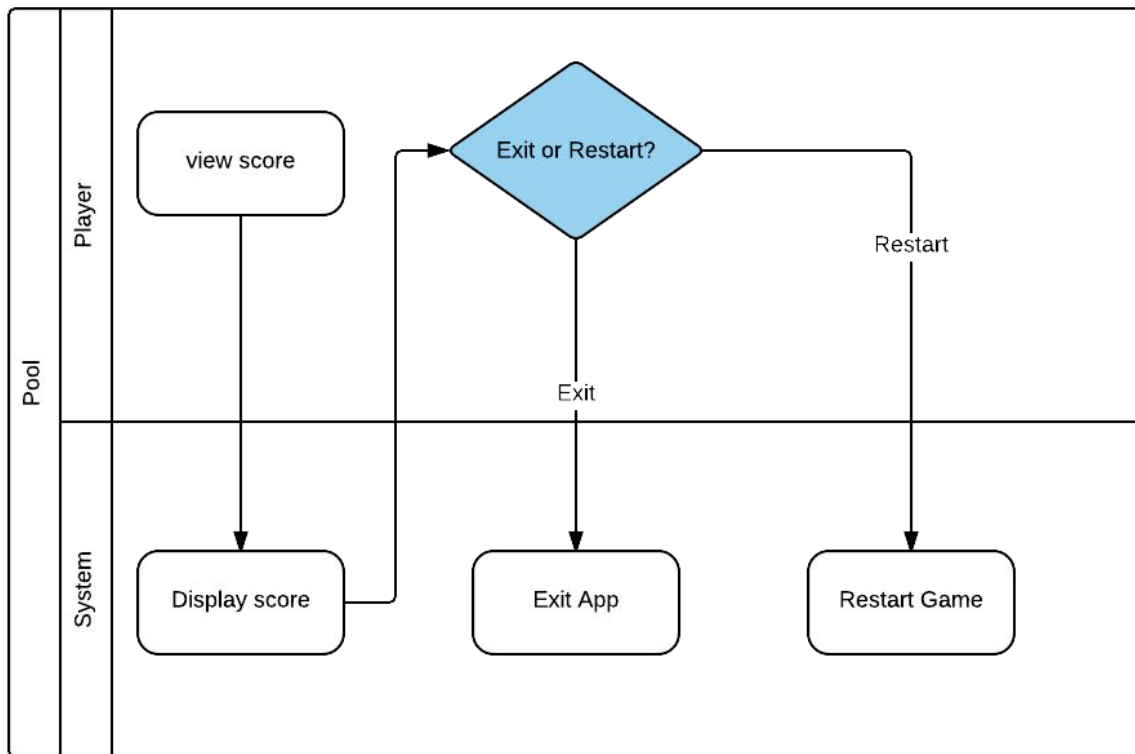 Pool
Player
view score
Exit or Restart?
Restart
Exit
System
Display score
Exit App
Restart Game